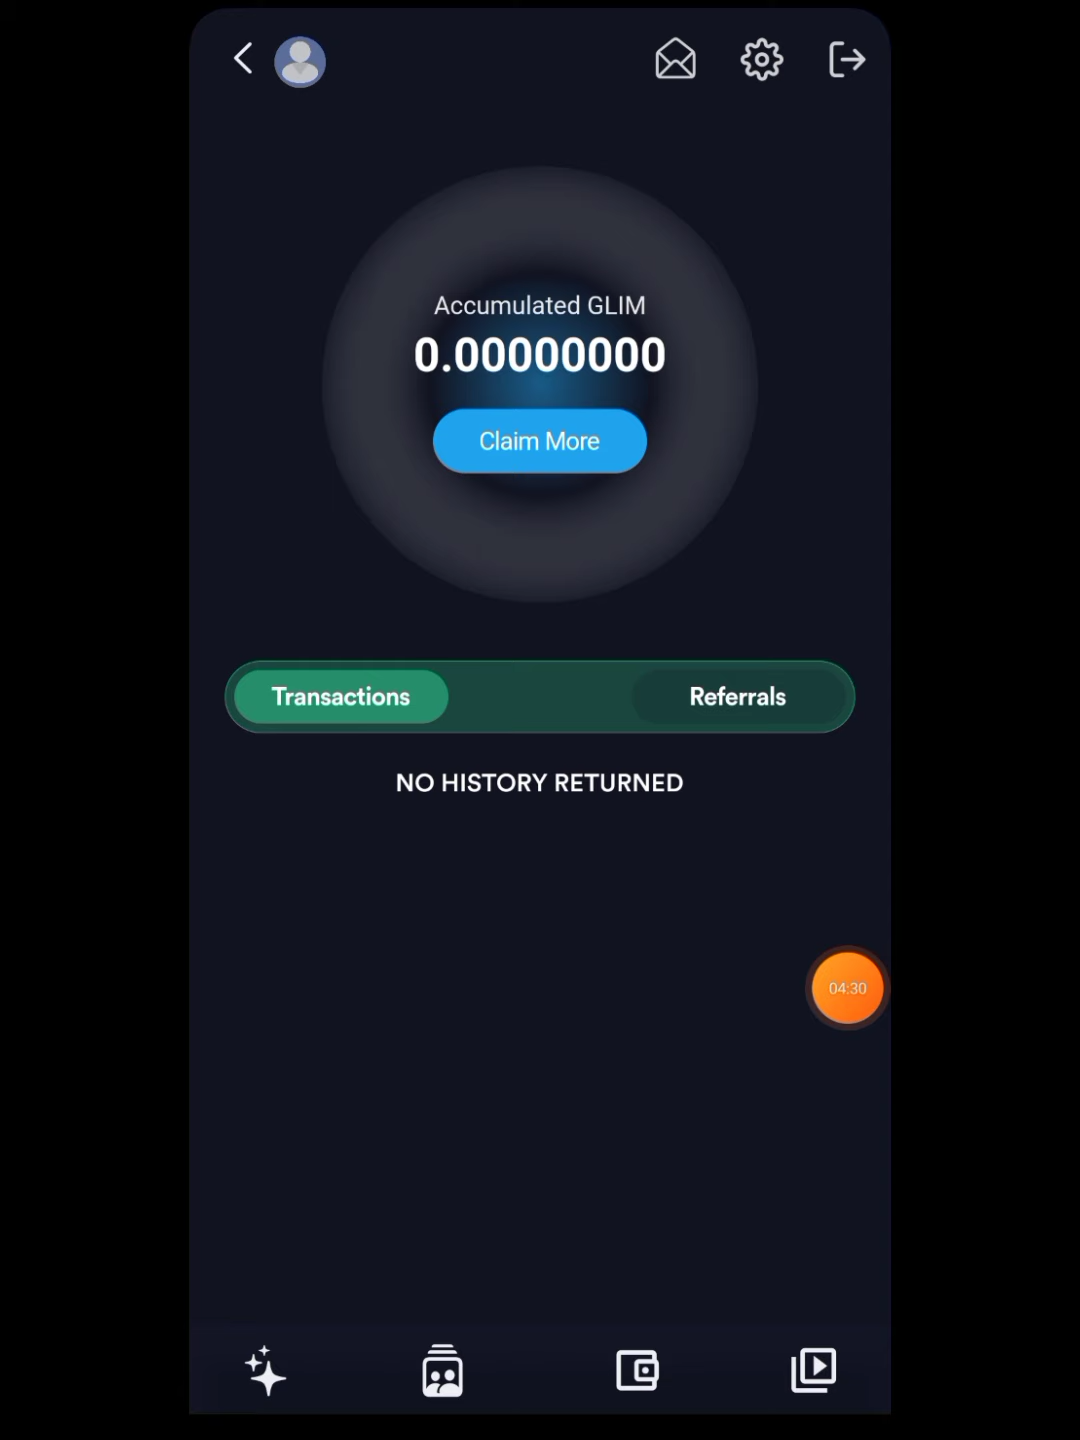 Accumulated GLIM
0.00000000
Claim More
Transactions
Referrals
NO HISTORY RETURNED
04:30